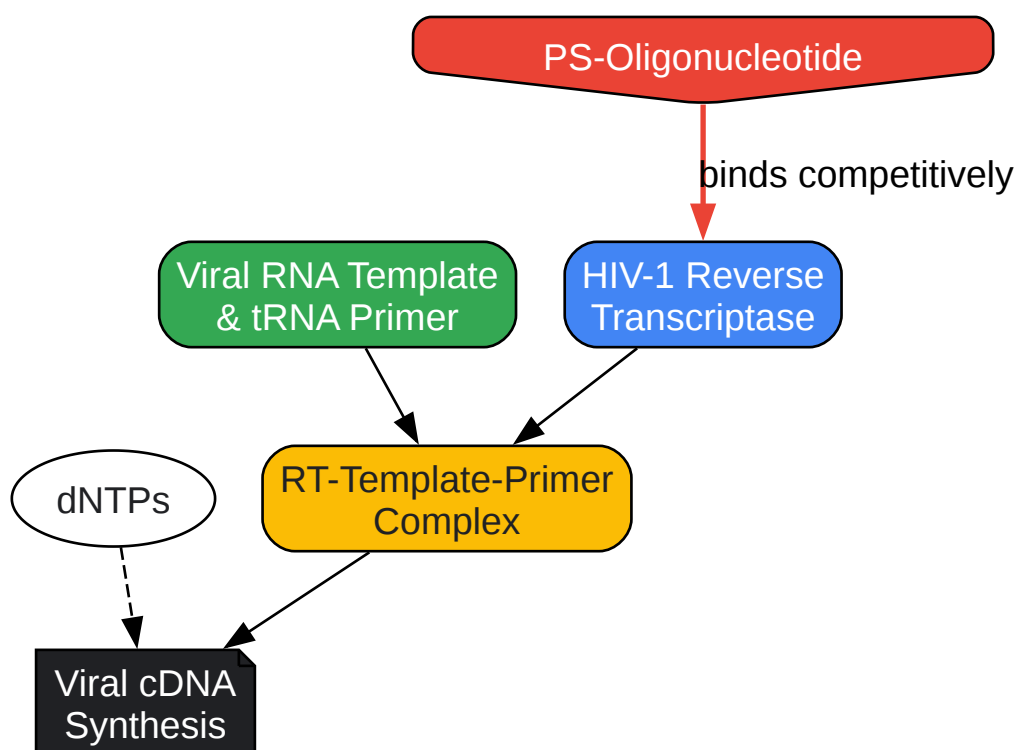 PS-Oligonucleotide
binds competitively
Viral RNA Template
& tRNA Primer
HIV-1 Reverse
Transcriptase
RT-Template-Primer
Complex
dNTPs
Viral cDNA
Synthesis